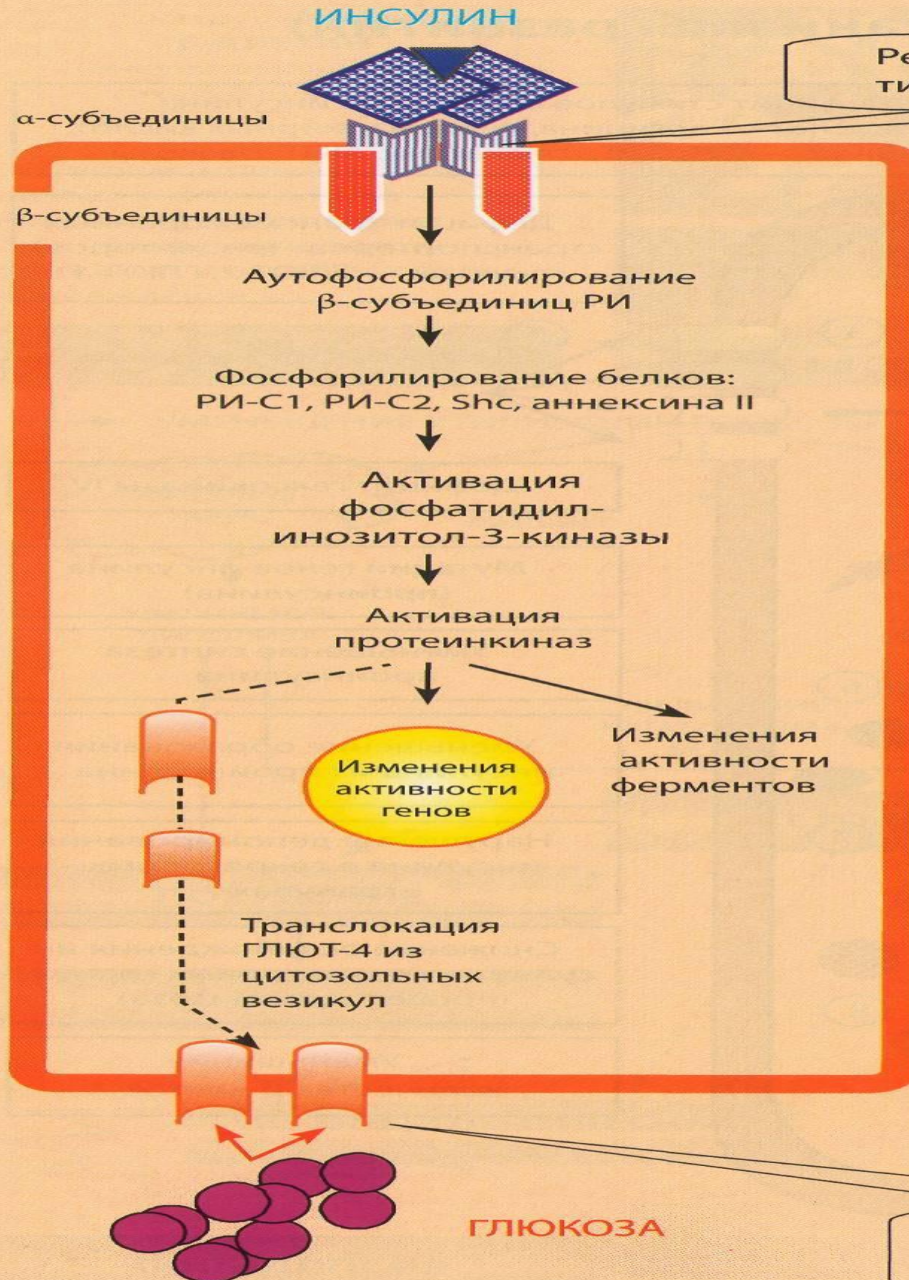 ИНСУЛИН
α-субъединицы
β-субъединицы
Аутофосфорилирование
β-субъединиц РИ
Фосфорилирование белков:
РИ-С1, РИ-С2, Shc, аннексина II
Активация
фосфатидил-
инозитол-3-киназы
Активация
протеинкиназ
Изменения
активности
генов
Изменения
активности
ферментов
Транслокация
ГЛЮТ-4 из
цитозольных
везикул
ГЛЮКОЗА